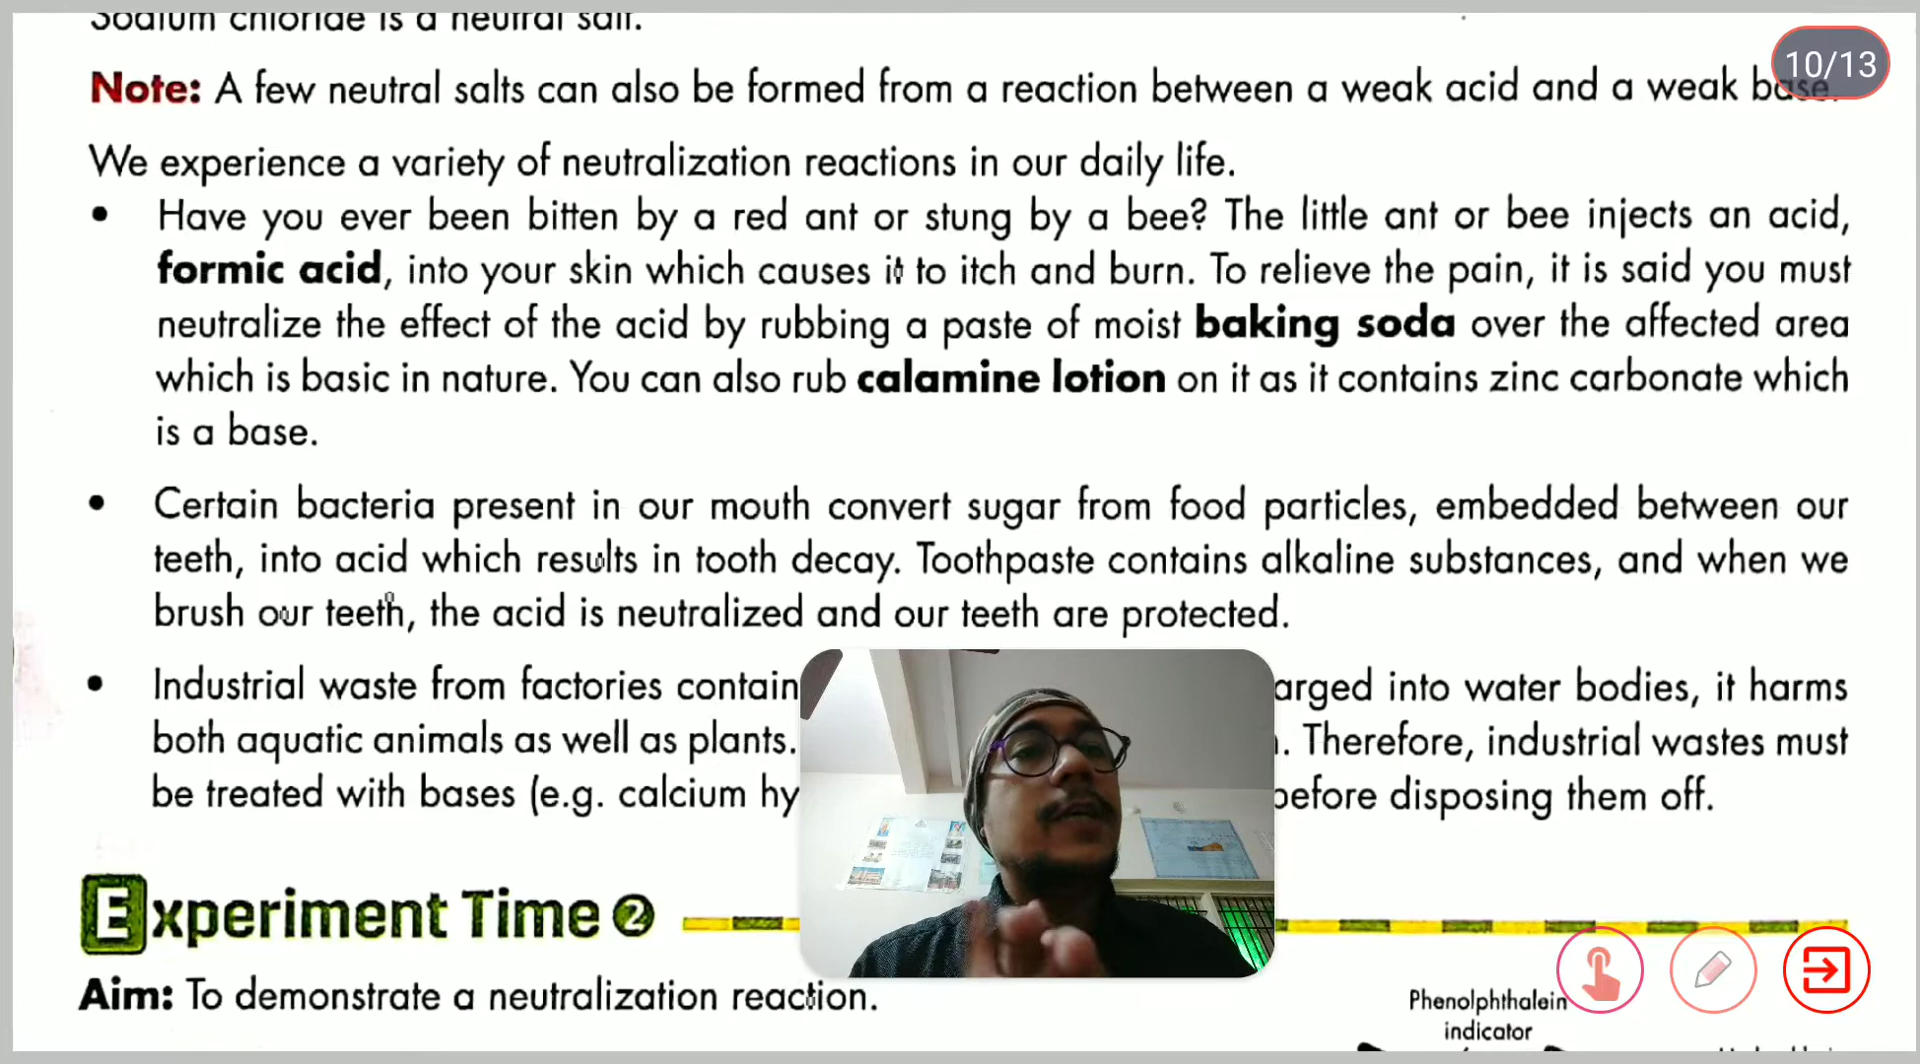 Sodium chloride is a neutral salt.
10/13
Note: A few neutral salts can also be formed from a reaction between a weak acid and a weak base.
We experience a variety of neutralization reactions in our daily life.
• Have you ever been bitten by a red ant or stung by a bee? The little ant or bee injects an acid,
formic acid, into your skin which causes it to itch and burn. To relieve the pain, it is said you must
neutralize the effect of the acid by rubbing a paste of moist baking soda over the affected area
which is basic in nature. You can also rub calamine lotion on it as it contains zinc carbonate which
is a base.
• Certain bacteria present in our mouth convert sugar from food particles, embedded between our
teeth, into acid which results in tooth decay. Toothpaste contains alkaline substances, and when we
brush our teeth, the acid is neutralized and our teeth are protected.
• Industrial waste from factories contain arged into water bodies, it harms
both aquatic animals as well as plants. . Therefore, industrial wastes must
be treated with bases (e.g. calcium hy before disposing them off.
Experiment Time 2
Aim: To demonstrate a neutralization reaction.
Phenolphthalein
indicator